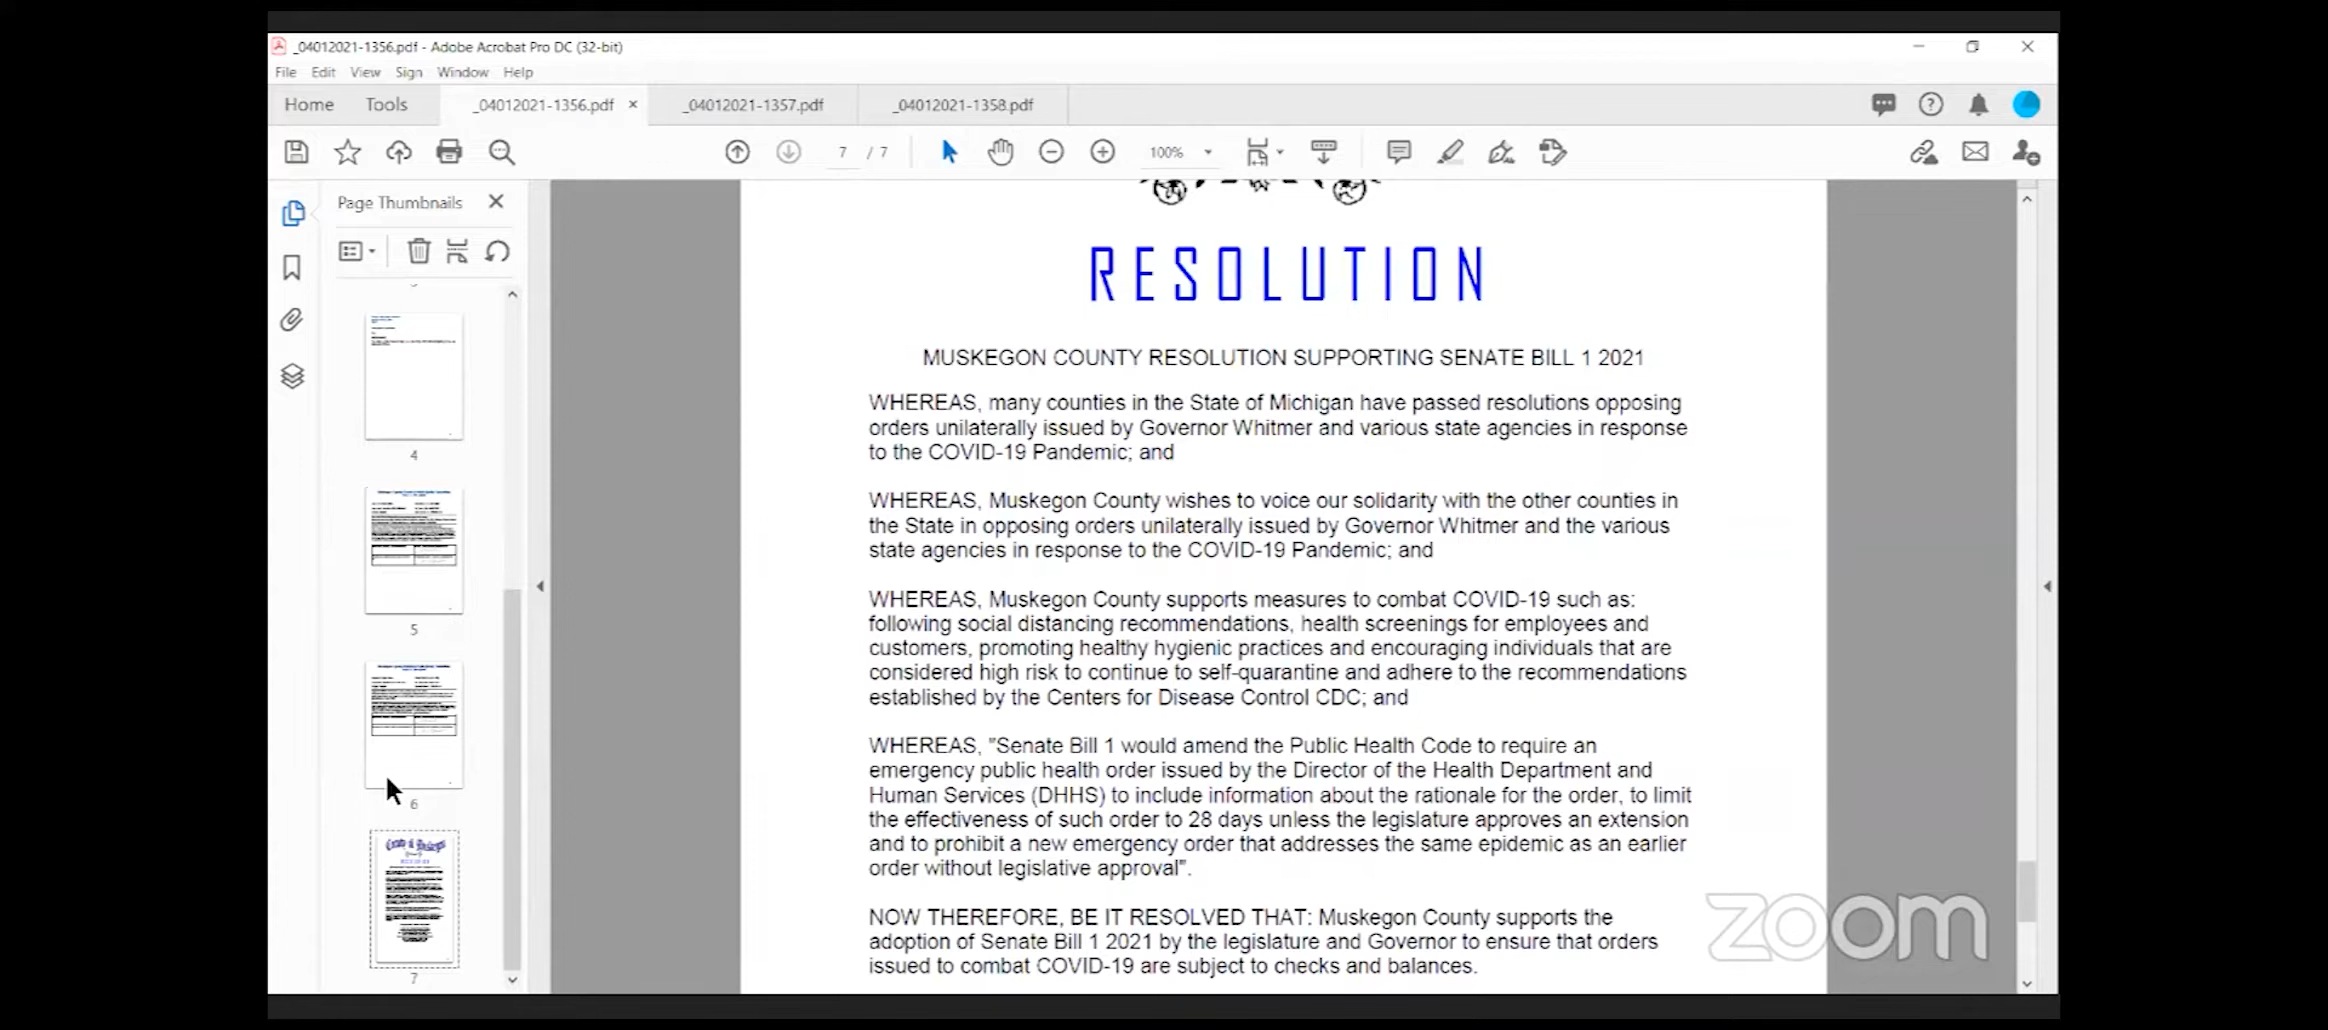 _04012021-1356.pdf - Adobe Acrobat Pro DC (32-bit)
File Edit View Sign Window Help
Home Tools _04012021-1356.pdf × _04012021-1357.pdf _04012021-1358.pdf
7 / 7 100%
Page Thumbnails
4
5
6
7
RESOLUTION
MUSKEGON COUNTY RESOLUTION SUPPORTING SENATE BILL 1 2021
WHEREAS, many counties in the State of Michigan have passed resolutions opposing
orders unilaterally issued by Governor Whitmer and various state agencies in response
to the COVID-19 Pandemic; and
WHEREAS, Muskegon County wishes to voice our solidarity with the other counties in
the State in opposing orders unilaterally issued by Governor Whitmer and the various
state agencies in response to the COVID-19 Pandemic; and
WHEREAS, Muskegon County supports measures to combat COVID-19 such as:
following social distancing recommendations, health screenings for employees and
customers, promoting healthy hygienic practices and encouraging individuals that are
considered high risk to continue to self-quarantine and adhere to the recommendations
established by the Centers for Disease Control CDC; and
WHEREAS, "Senate Bill 1 would amend the Public Health Code to require an
emergency public health order issued by the Director of the Health Department and
Human Services (DHHS) to include information about the rationale for the order, to limit
the effectiveness of such order to 28 days unless the legislature approves an extension
and to prohibit a new emergency order that addresses the same epidemic as an earlier
order without legislative approval".
NOW THEREFORE, BE IT RESOLVED THAT: Muskegon County supports the
adoption of Senate Bill 1 2021 by the legislature and Governor to ensure that orders
issued to combat COVID-19 are subject to checks and balances.
zoom